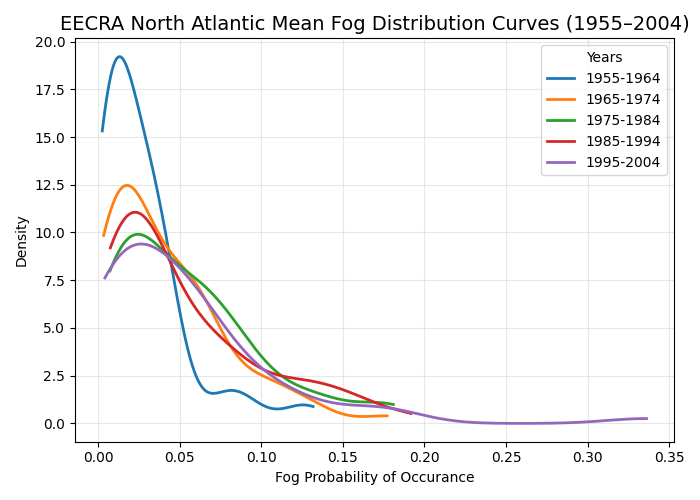 EECRA North Atlantic Mean Fog Distribution Curves (1955–2004)
20.0
17.5
15.0
12.5
10.0
7.5
5.0
2.5
0.0
Density
Years
1955-1964
1965-1974
1975-1984
1985-1994
1995-2004
0.00 0.05 0.10 0.15 0.20 0.25 0.30 0.35
Fog Probability of Occurance